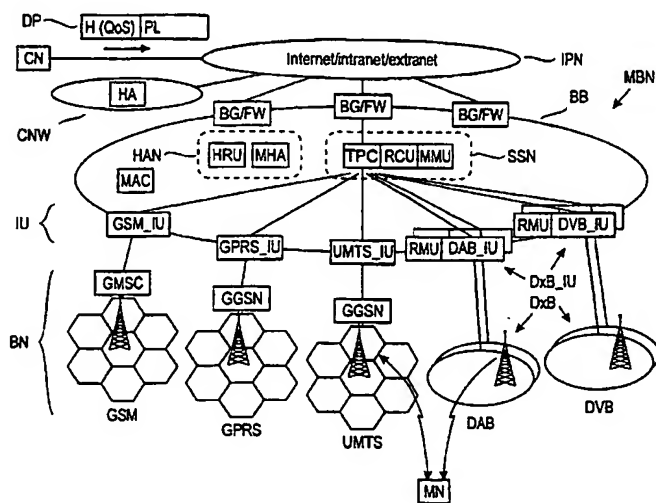 DP H (QoS) PL
CN Internet/intranet/extranet IPN
HA BG/FW BG/FW BG/FW BB MBN
CNW
HAN HRU MHA TPC RCU MMU SSN
MAC
IU GSM_IU GPRS_IU UMTS_IU RMU DAB_IU RMU DVB_IU
GMSC GGSN GGSN DxB_IU
DxB
BN
GSM GPRS UMTS DAB DVB
MN